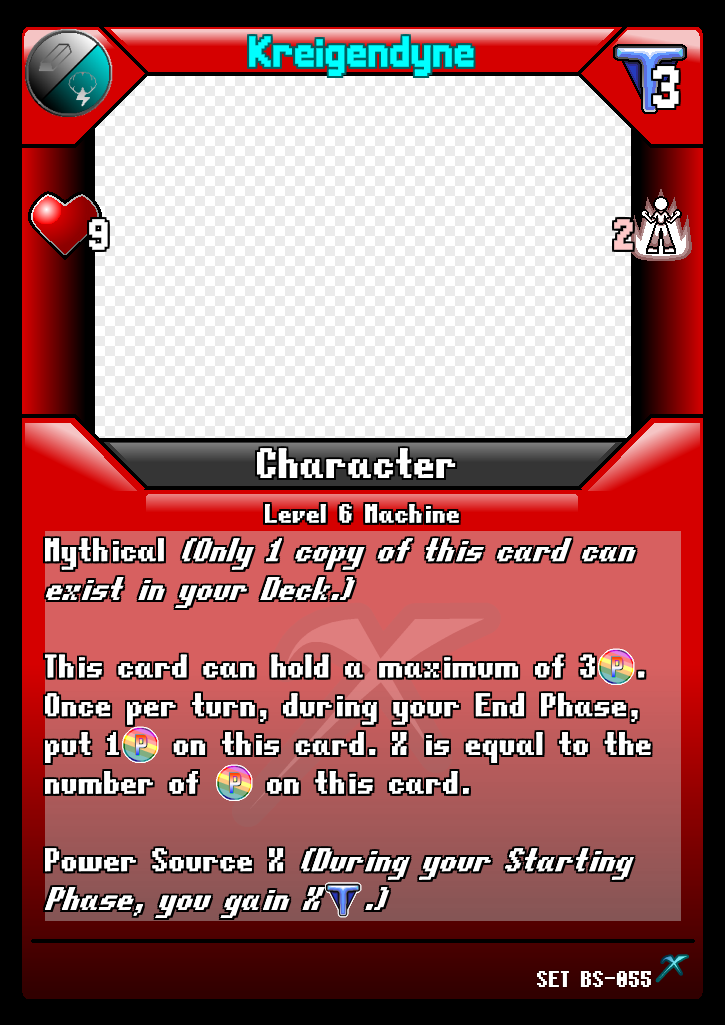 Kreigendyne
3
9
2
Character
Level 6 Machine
Mythical (Only 1 copy of this card can
exist in your Deck.)
This card can hold a maximum of 3 P.
Once per turn, during your End Phase,
put 1 P on this card. X is equal to the
number of P on this card.
Power Source X (During your Starting
Phase, you gain X T.)
SET BS-055